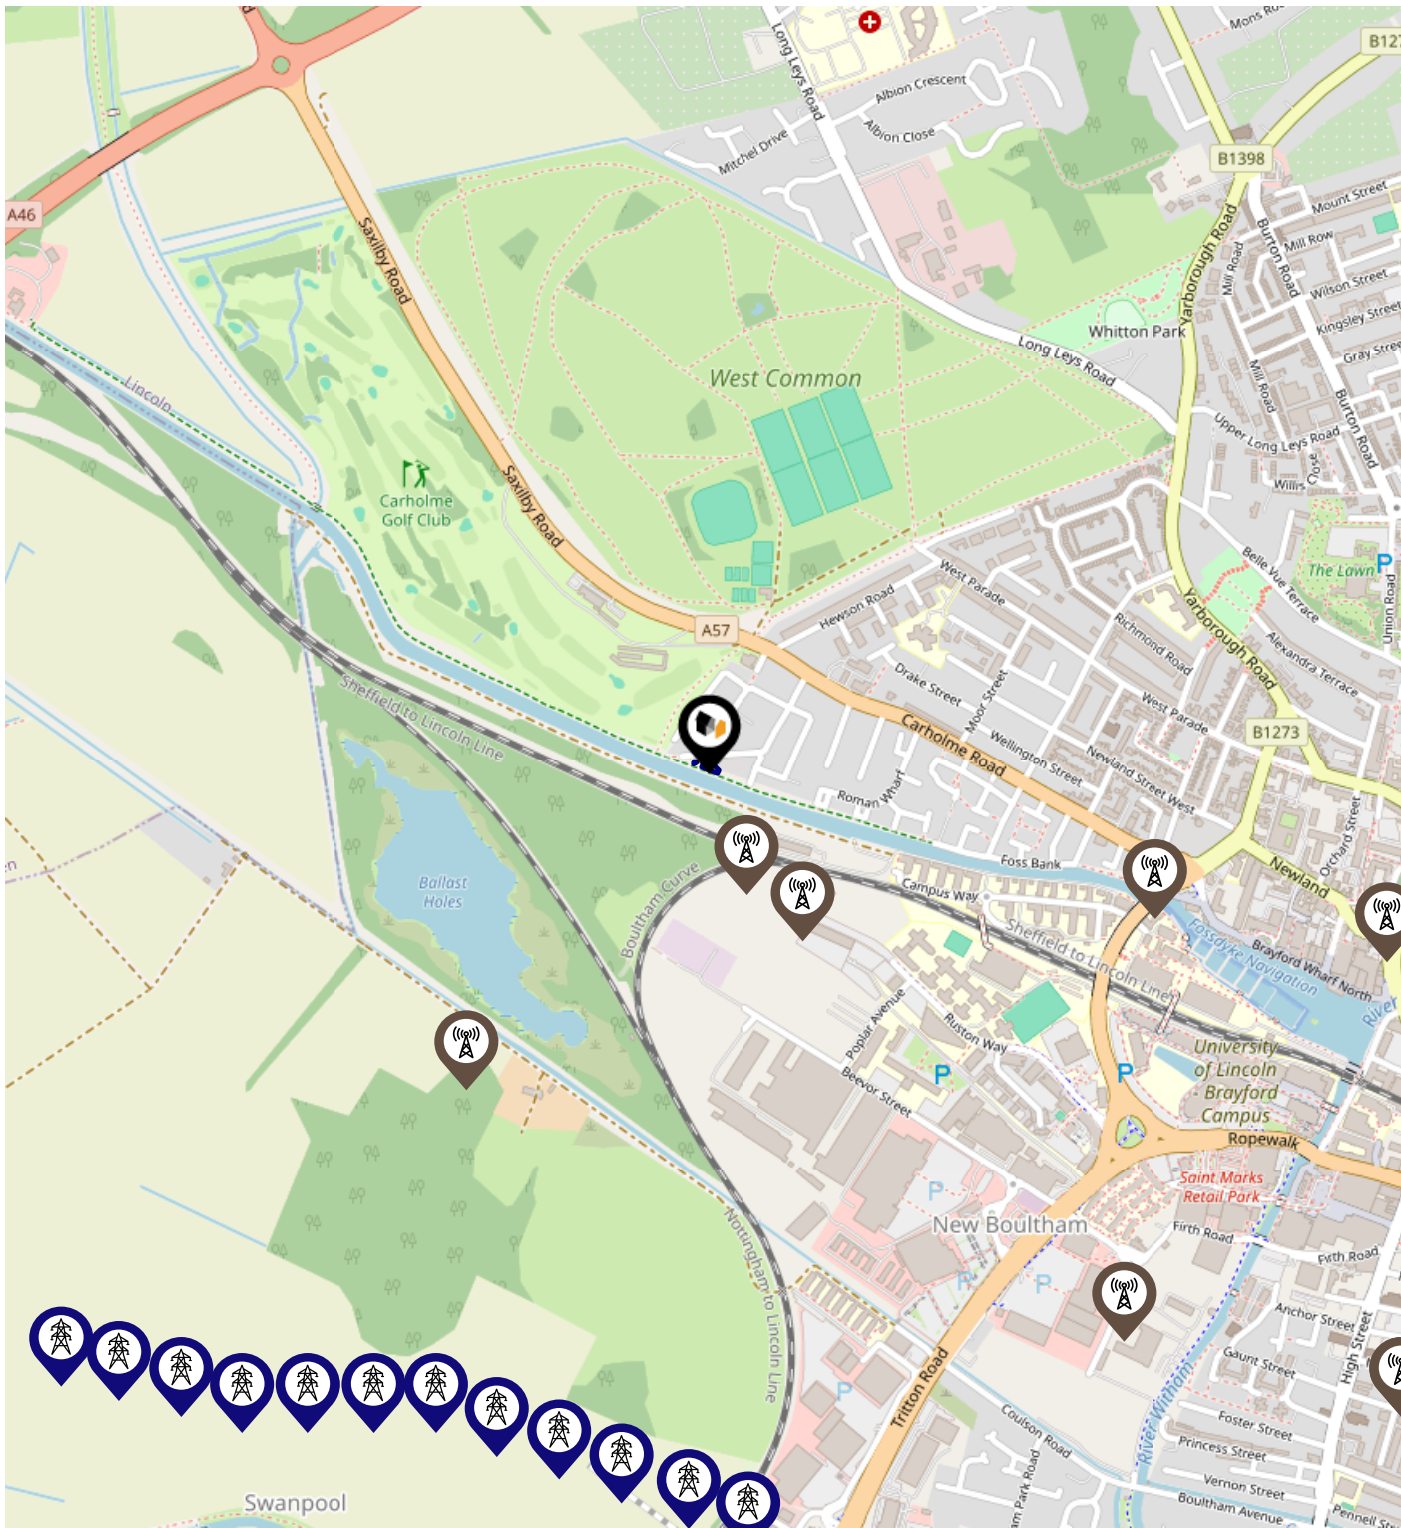 Long Leys Road
Albion Crescent
Albion Close
Mitchel Drive
B1398
A46
Saxilby Road
Yarborough Road
Mount Street
Burton Road
Mill Row
Mill Road
Wilson Street
Kingsley Street
Whitton Park
Long Leys Road
West Common
Mill Road
Burton Road
Lincoln
Upper Long Leys Road
Willis Close
Carholme
Golf Club
Saxilby Road
Belle Vue Terrace
The Lawn
P
Union Road
West Parade
Hewson Road
A57
Yarborough Road
Richmond Road
Alexandra Terrace
Drake Street
Moor Street
West Parade
Sheffield to Lincoln Line
Carholme Road
Wellington Street
B1273
Newland Street West
Roman Wharf
Orchard Street
Foss Bank
Newland
Ballast
Holes
Boultham Curve
Campus Way
Sheffield to Lincoln Line
Fossdyke Navigation
Brayford Wharf North
River
Poplar Avenue
Ruston Way
P
P
University
of Lincoln
- Brayford
Campus
Beevor Street
Ropewalk
Saint Marks
Retail Park
P
New Boultham
Firth Road
Firth Road
Nottingham to Lincoln Line
P
P
Anchor Street
High Street
Gaunt Street
P
Tritton Road
River Witham
Coulson Road
Foster Street
Princess Street
Vernon Street
Boultham Avenue
Park Road
Swanpool